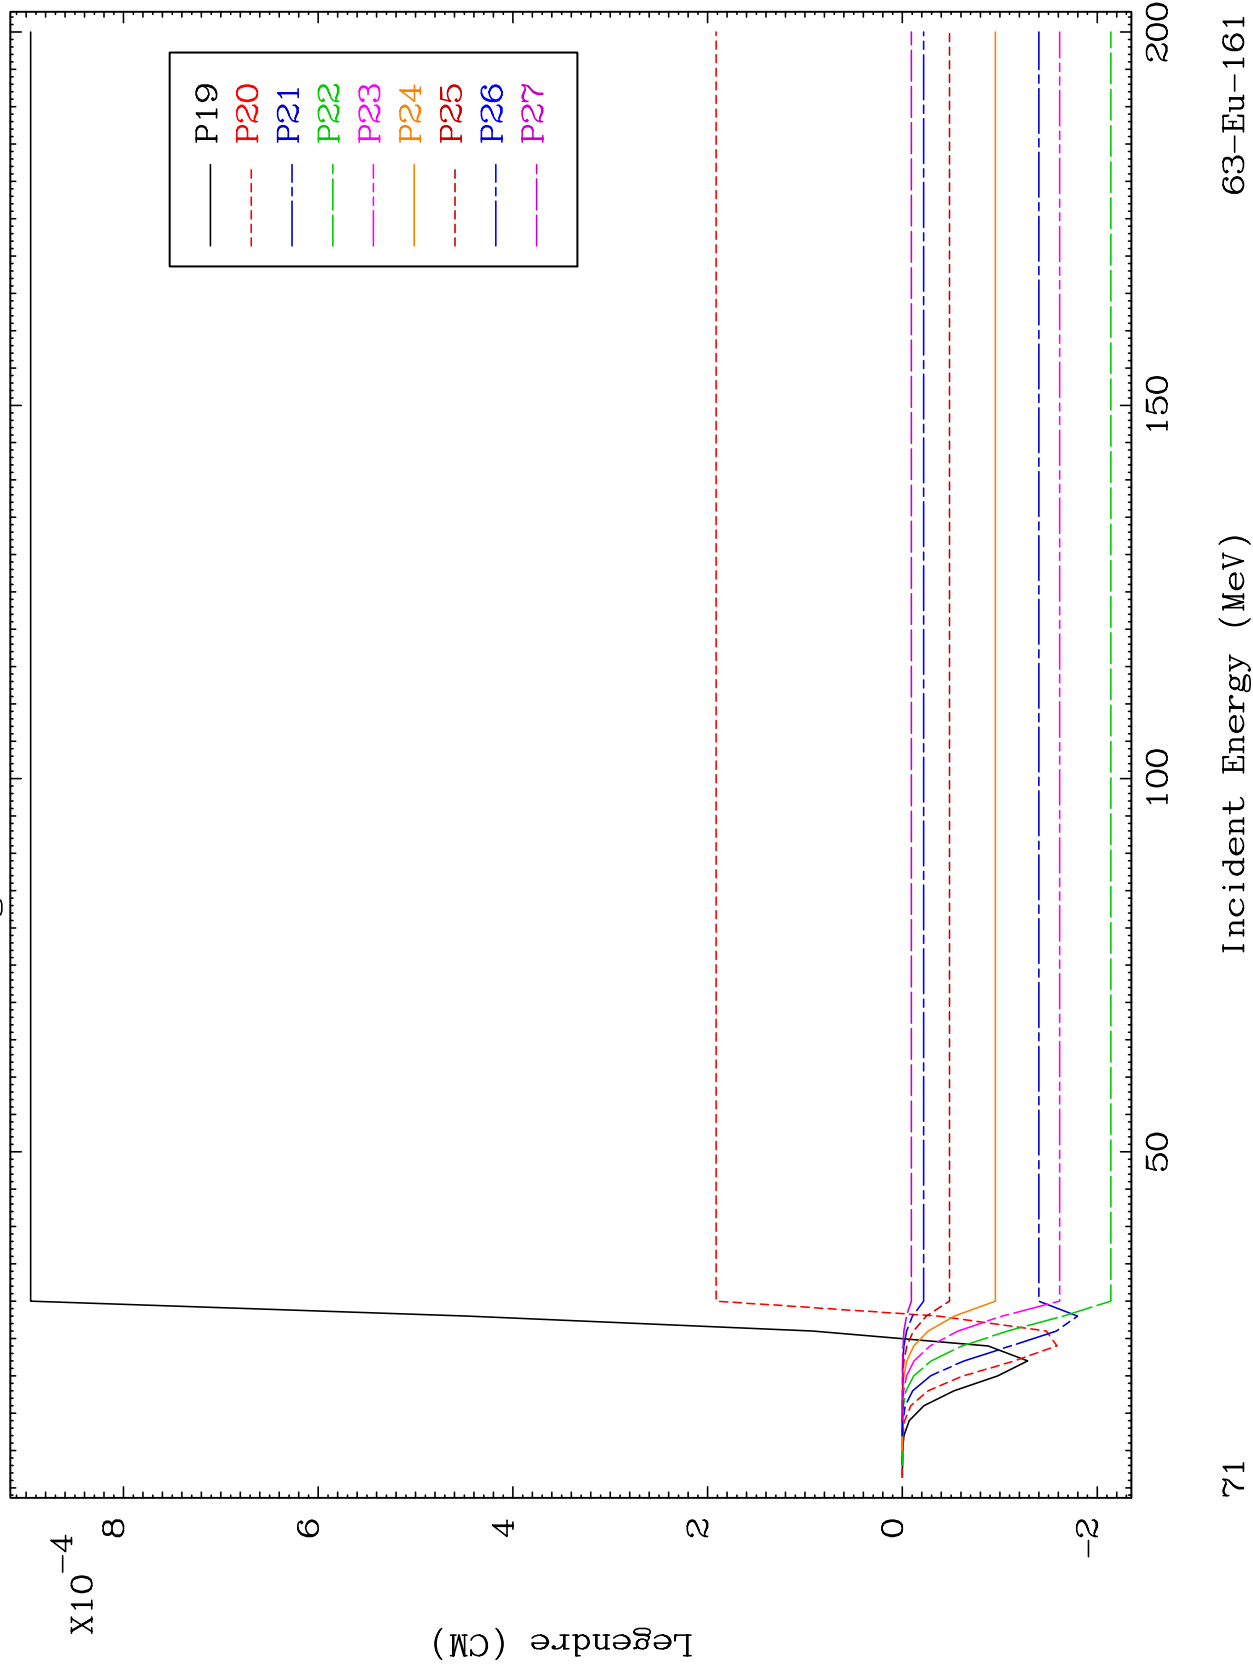 X10-4
8
6
4
2
0
-2
Legendre (CM)
P19
P20
P21
P22
P23
P24
P25
P26
P27
50
100
150
200
Incident Energy (MeV)
71
63-Eu-161